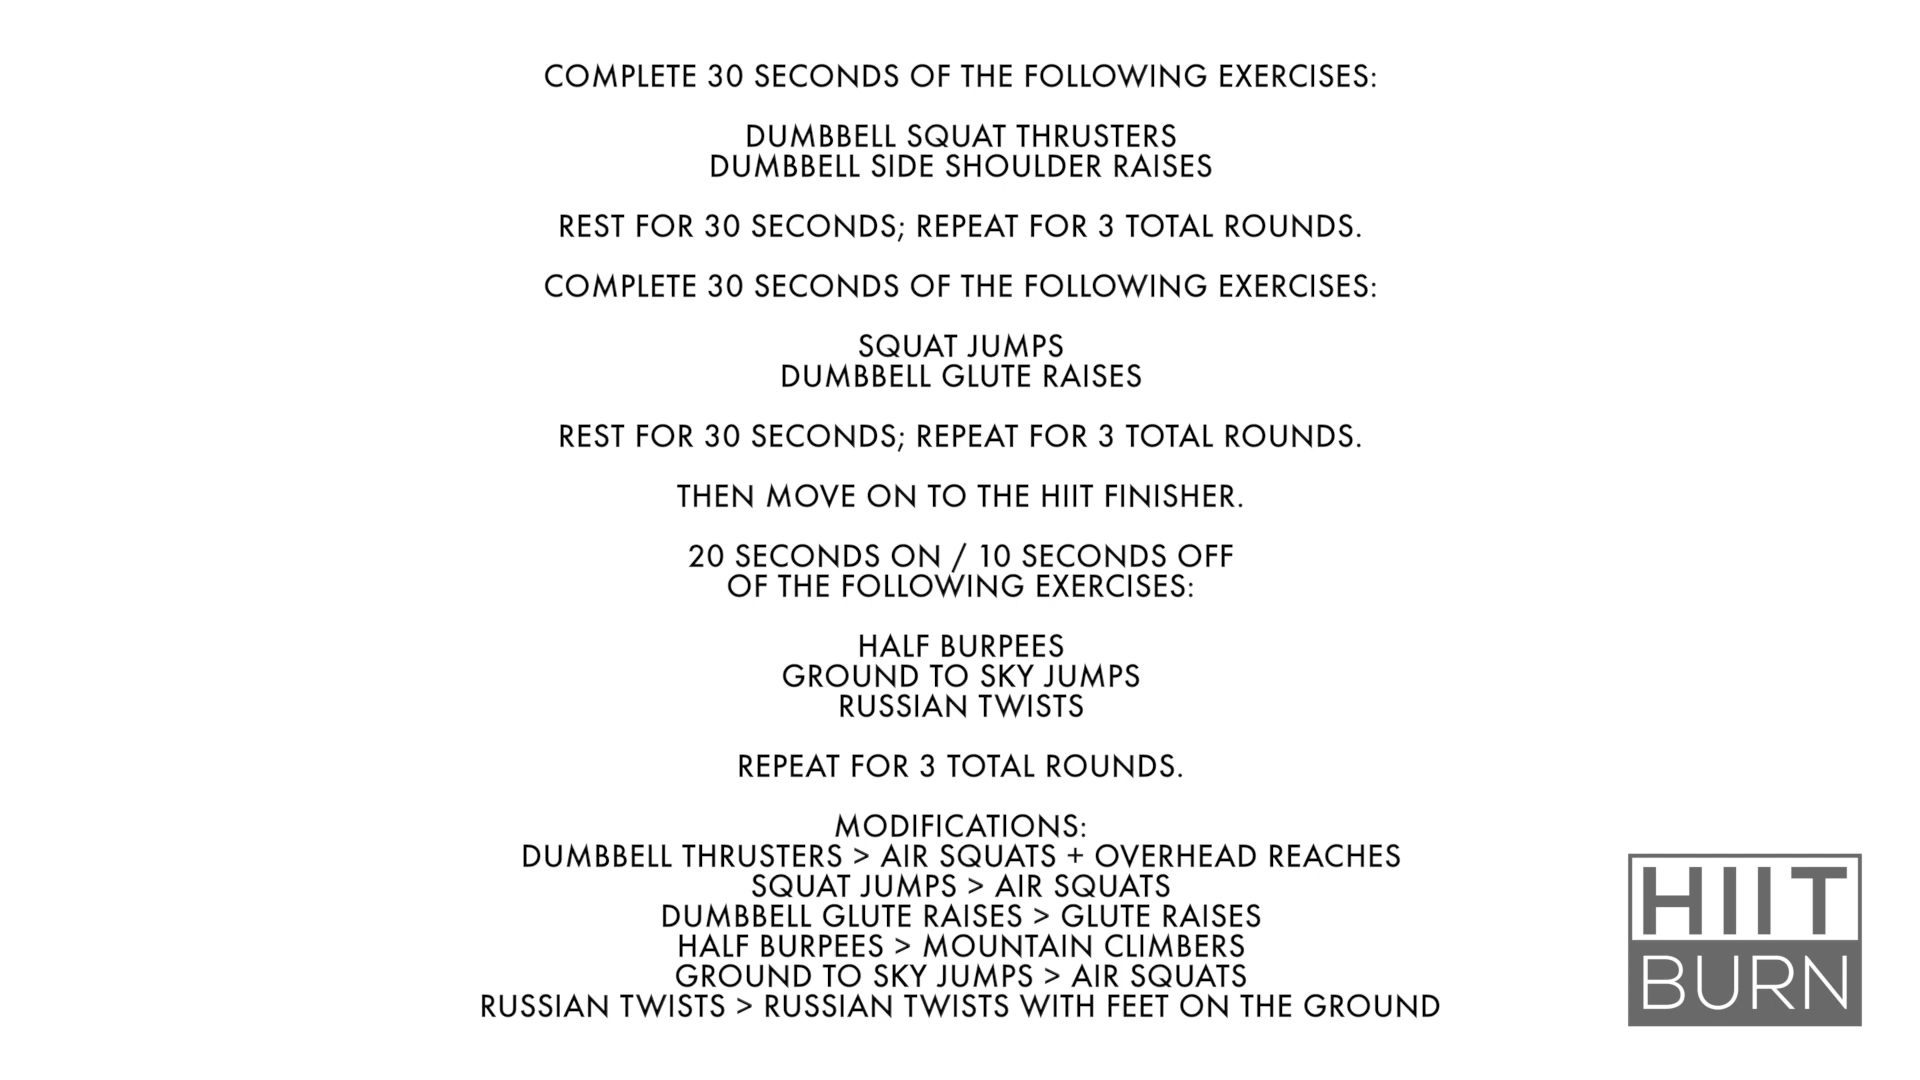 COMPLETE 30 SECONDS OF THE FOLLOWING EXERCISES:
DUMBBELL SQUAT THRUSTERS
DUMBBELL SIDE SHOULDER RAISES
REST FOR 30 SECONDS; REPEAT FOR 3 TOTAL ROUNDS.
COMPLETE 30 SECONDS OF THE FOLLOWING EXERCISES:
SQUAT JUMPS
DUMBBELL GLUTE RAISES
REST FOR 30 SECONDS; REPEAT FOR 3 TOTAL ROUNDS.
THEN MOVE ON TO THE HIIT FINISHER.
20 SECONDS ON / 10 SECONDS OFF
OF THE FOLLOWING EXERCISES:
HALF BURPEES
GROUND TO SKY JUMPS
RUSSIAN TWISTS
REPEAT FOR 3 TOTAL ROUNDS.
MODIFICATIONS:
DUMBBELL THRUSTERS > AIR SQUATS + OVERHEAD REACHES
SQUAT JUMPS > AIR SQUATS
DUMBBELL GLUTE RAISES > GLUTE RAISES
HALF BURPEES > MOUNTAIN CLIMBERS
GROUND TO SKY JUMPS > AIR SQUATS
RUSSIAN TWISTS > RUSSIAN TWISTS WITH FEET ON THE GROUND
HIIT
BURN